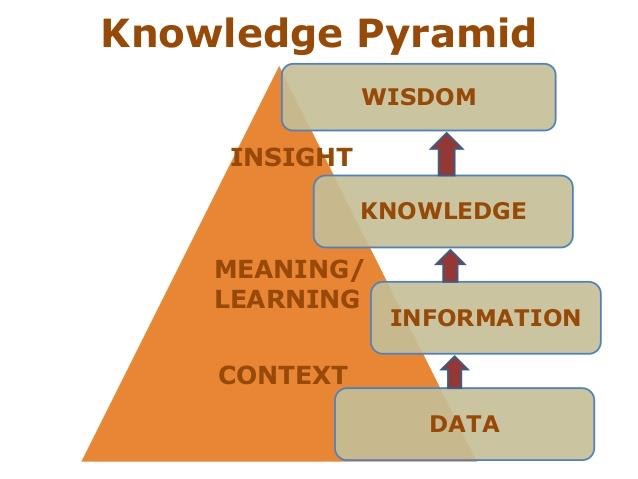 Knowledge Pyramid
WISDOM
INSIGHT
KNOWLEDGE
MEANING/
LEARNING
INFORMATION
CONTEXT
DATA